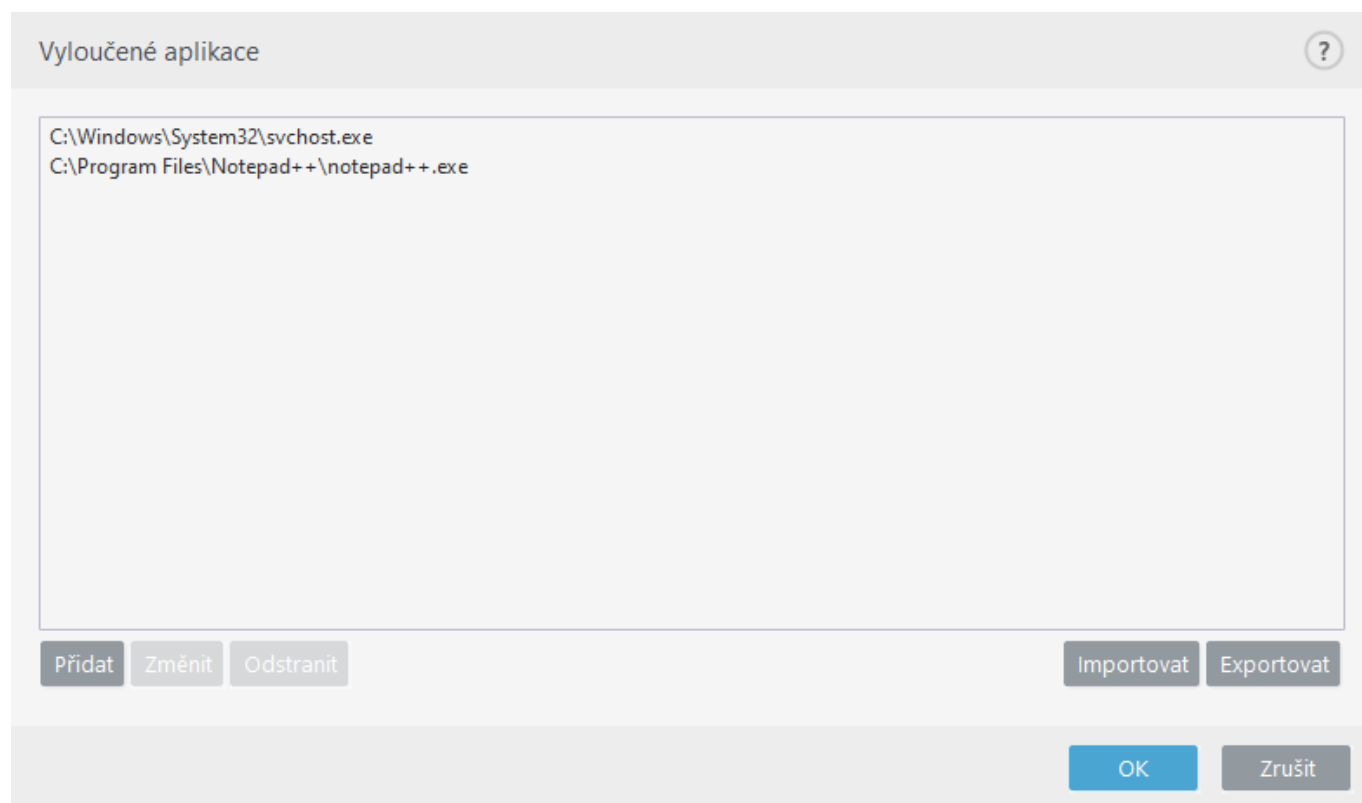 Vyloučené aplikace
?
C:\Windows\System32\svchost.exe
C:\Program Files\Notepad++\notepad++.exe
Přidat Změnit Odstranit Importovat Exportovat
OK Zrušit